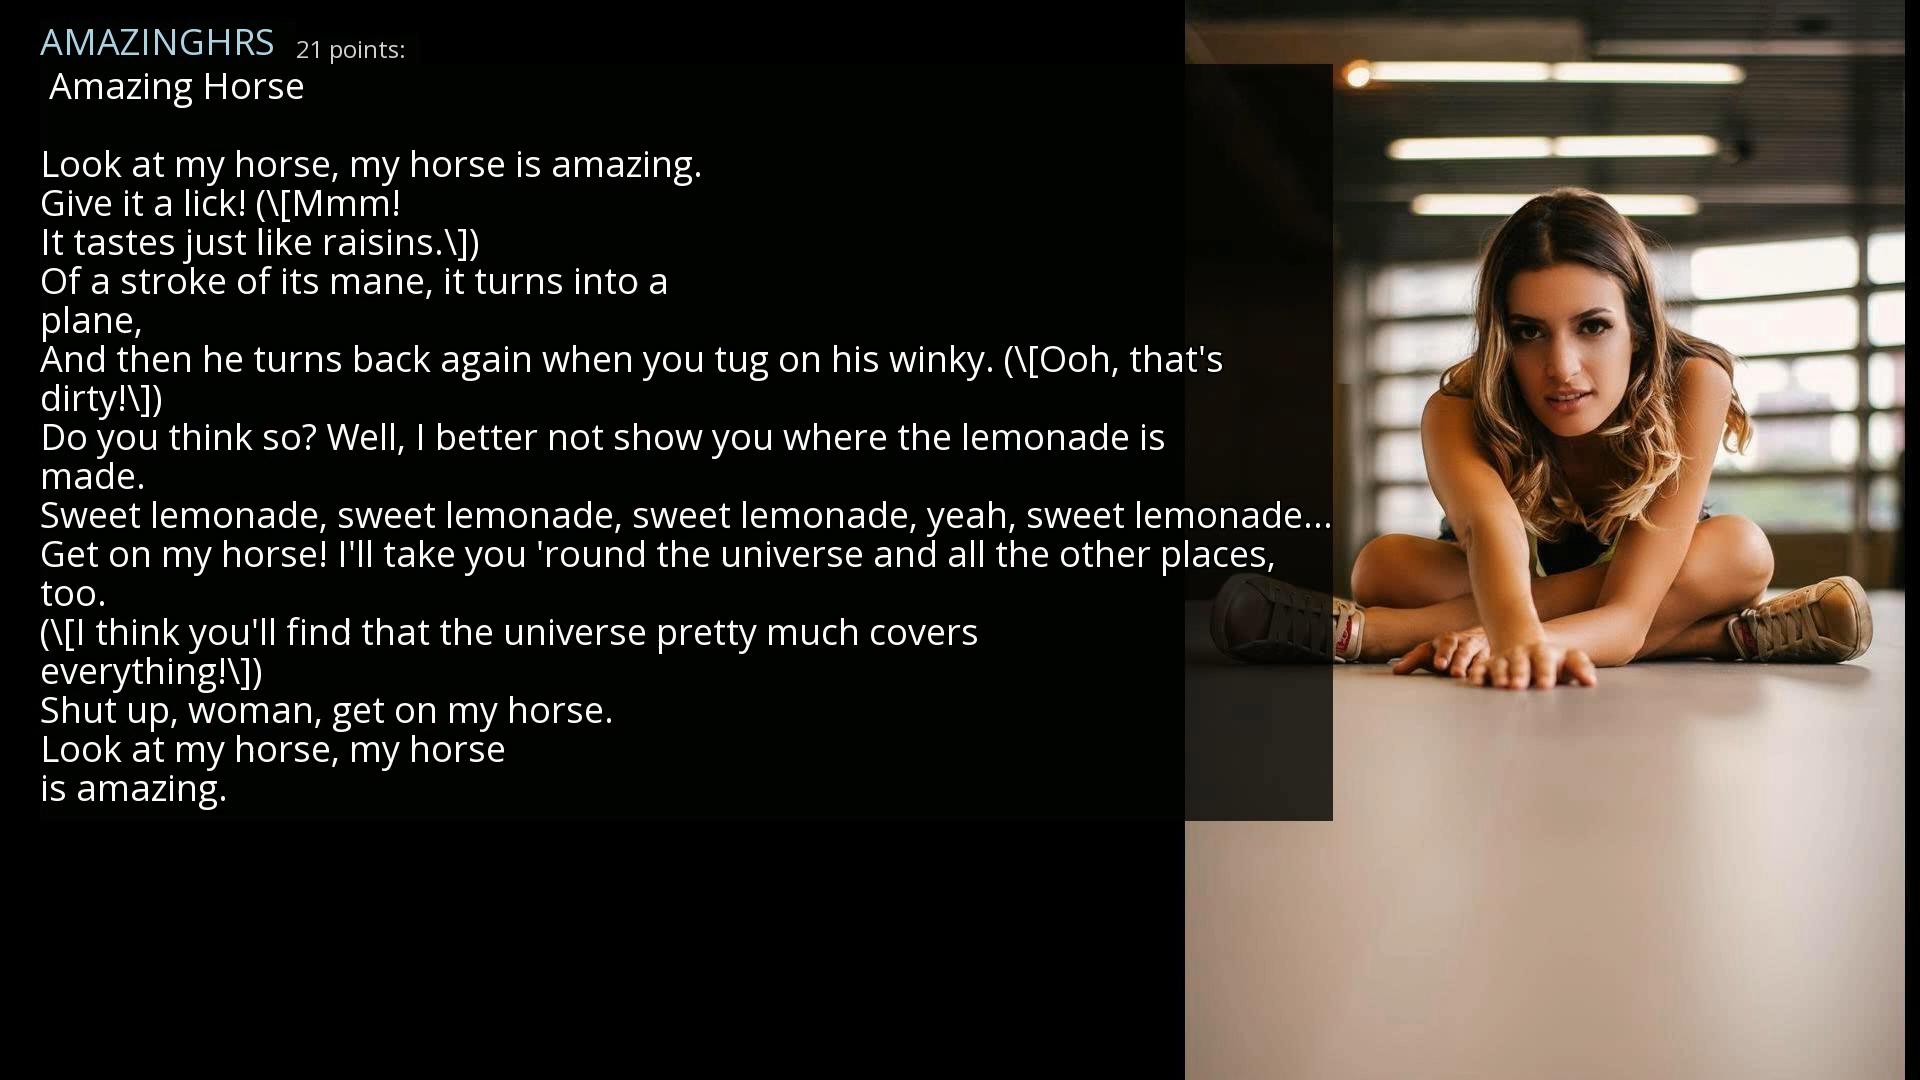 AMAZINGHRS 21 points:
Amazing Horse
Look at my horse, my horse is amazing.
Give it a lick! (\[Mmm!
It tastes just like raisins.\])
Of a stroke of its mane, it turns into a
plane,
And then he turns back again when you tug on his winky. (\[Ooh, that's
dirty!\])
Do you think so? Well, I better not show you where the lemonade is
made.
Sweet lemonade, sweet lemonade, sweet lemonade, yeah, sweet lemonade...
Get on my horse! I'll take you 'round the universe and all the other places,
too.
(\[I think you'll find that the universe pretty much covers
everything!\])
Shut up, woman, get on my horse.
Look at my horse, my horse
is amazing.